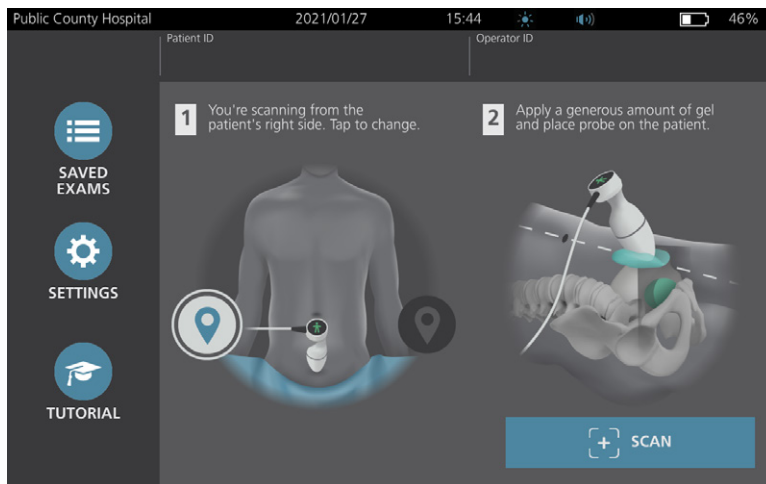 Public County Hospital 2021/01/27 15:44 46%
Patient ID
Operator ID
1 You're scanning from the
patient's right side. Tap to change.
2 Apply a generous amount of gel
and place probe on the patient.
SAVED
EXAMS
SETTINGS
TUTORIAL
SCAN